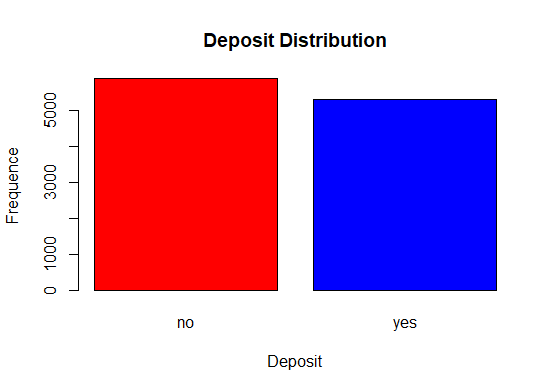 Deposit Distribution
Frequence
5000
3000
1000
0
no
yes
Deposit